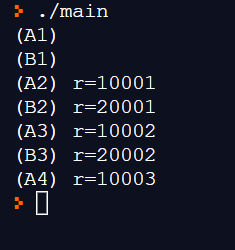 > ./main
(A1)
(B1)
(A2) r=10001
(B2) r=20001
(A3) r=10002
(B3) r=20002
(A4) r=10003
>